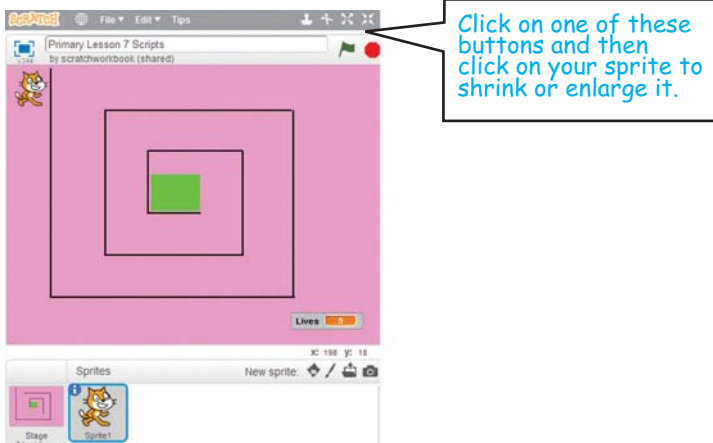 SCRATCH File Edit Tips
Primary Lesson 7 Scripts
by scratchworkbook (shared)
Click on one of these
buttons and then
click on your sprite to
shrink or enlarge it.
Lives 5
x: 198 y: 18
Sprites New sprite:
Stage
Sprite1